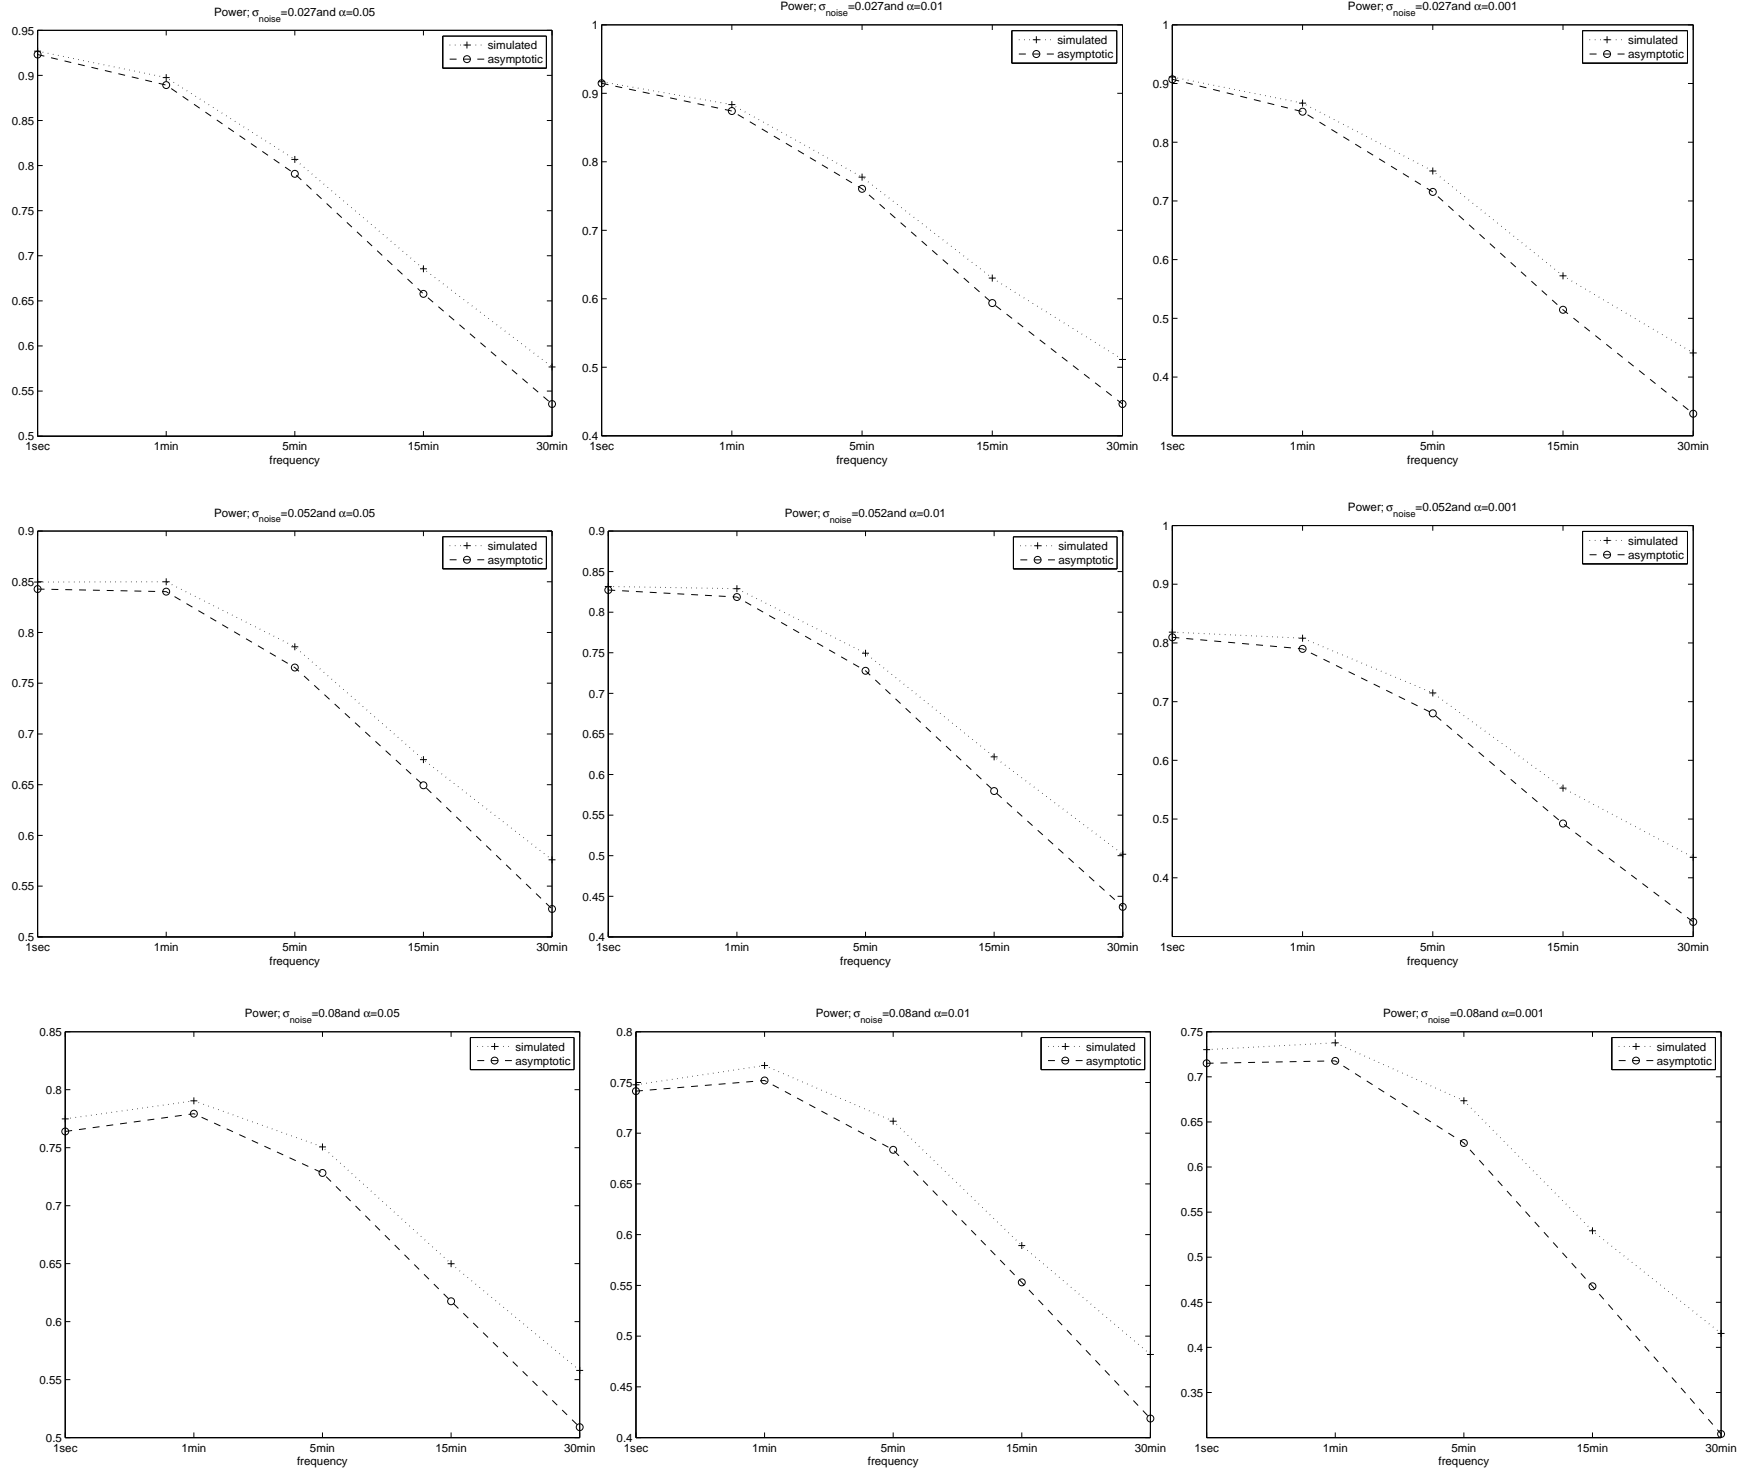 Power; σnoise=0.027and α=0.05
simulated
asymptotic
0.95
0.9
0.85
0.8
0.75
0.7
0.65
0.6
0.55
0.5
1sec 1min 5min 15min 30min
frequency
Power; σnoise=0.027and α=0.01
simulated
asymptotic
1
0.9
0.8
0.7
0.6
0.5
0.4
1sec 1min 5min 15min 30min
frequency
Power; σnoise=0.027and α=0.001
simulated
asymptotic
1
0.9
0.8
0.7
0.6
0.5
0.4
1sec 1min 5min 15min 30min
frequency
Power; σnoise=0.052and α=0.05
simulated
asymptotic
0.9
0.85
0.8
0.75
0.7
0.65
0.6
0.55
0.5
1sec 1min 5min 15min 30min
frequency
Power; σnoise=0.052and α=0.01
simulated
asymptotic
0.9
0.85
0.8
0.75
0.7
0.65
0.6
0.55
0.5
0.45
0.4
1sec 1min 5min 15min 30min
frequency
Power; σnoise=0.052and α=0.001
simulated
asymptotic
1
0.9
0.8
0.7
0.6
0.5
0.4
1sec 1min 5min 15min 30min
frequency
Power; σnoise=0.08and α=0.05
simulated
asymptotic
0.85
0.8
0.75
0.7
0.65
0.6
0.55
0.5
1sec 1min 5min 15min 30min
frequency
Power; σnoise=0.08and α=0.01
simulated
asymptotic
0.8
0.75
0.7
0.65
0.6
0.55
0.5
0.45
0.4
1sec 1min 5min 15min 30min
frequency
Power; σnoise=0.08and α=0.001
simulated
asymptotic
0.75
0.7
0.65
0.6
0.55
0.5
0.45
0.4
0.35
1sec 1min 5min 15min 30min
frequency